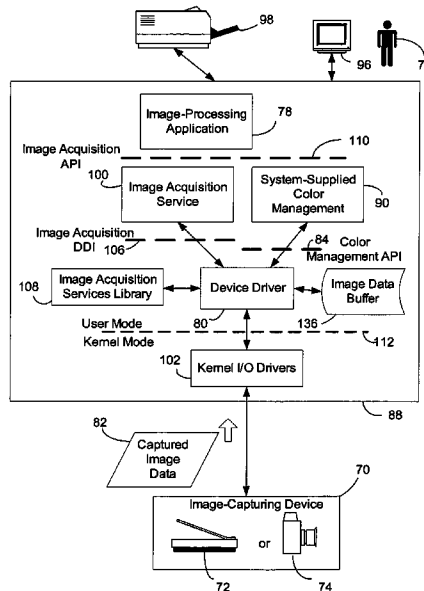 98
96
7
Image-Processing
Application
78
Image Acquisition
API
110
100
Image Acquisition
Service
System-Supplied
Color
Management
90
Image Acquisition
DDI
106
84
Color
Management API
108
Image Acquisition
Services Library
Device Driver
Image Data
Buffer
80
136
User Mode
Kernel Mode
112
102
Kernel I/O Drivers
88
82
Captured
Image
Data
70
Image-Capturing Device
or
72
74